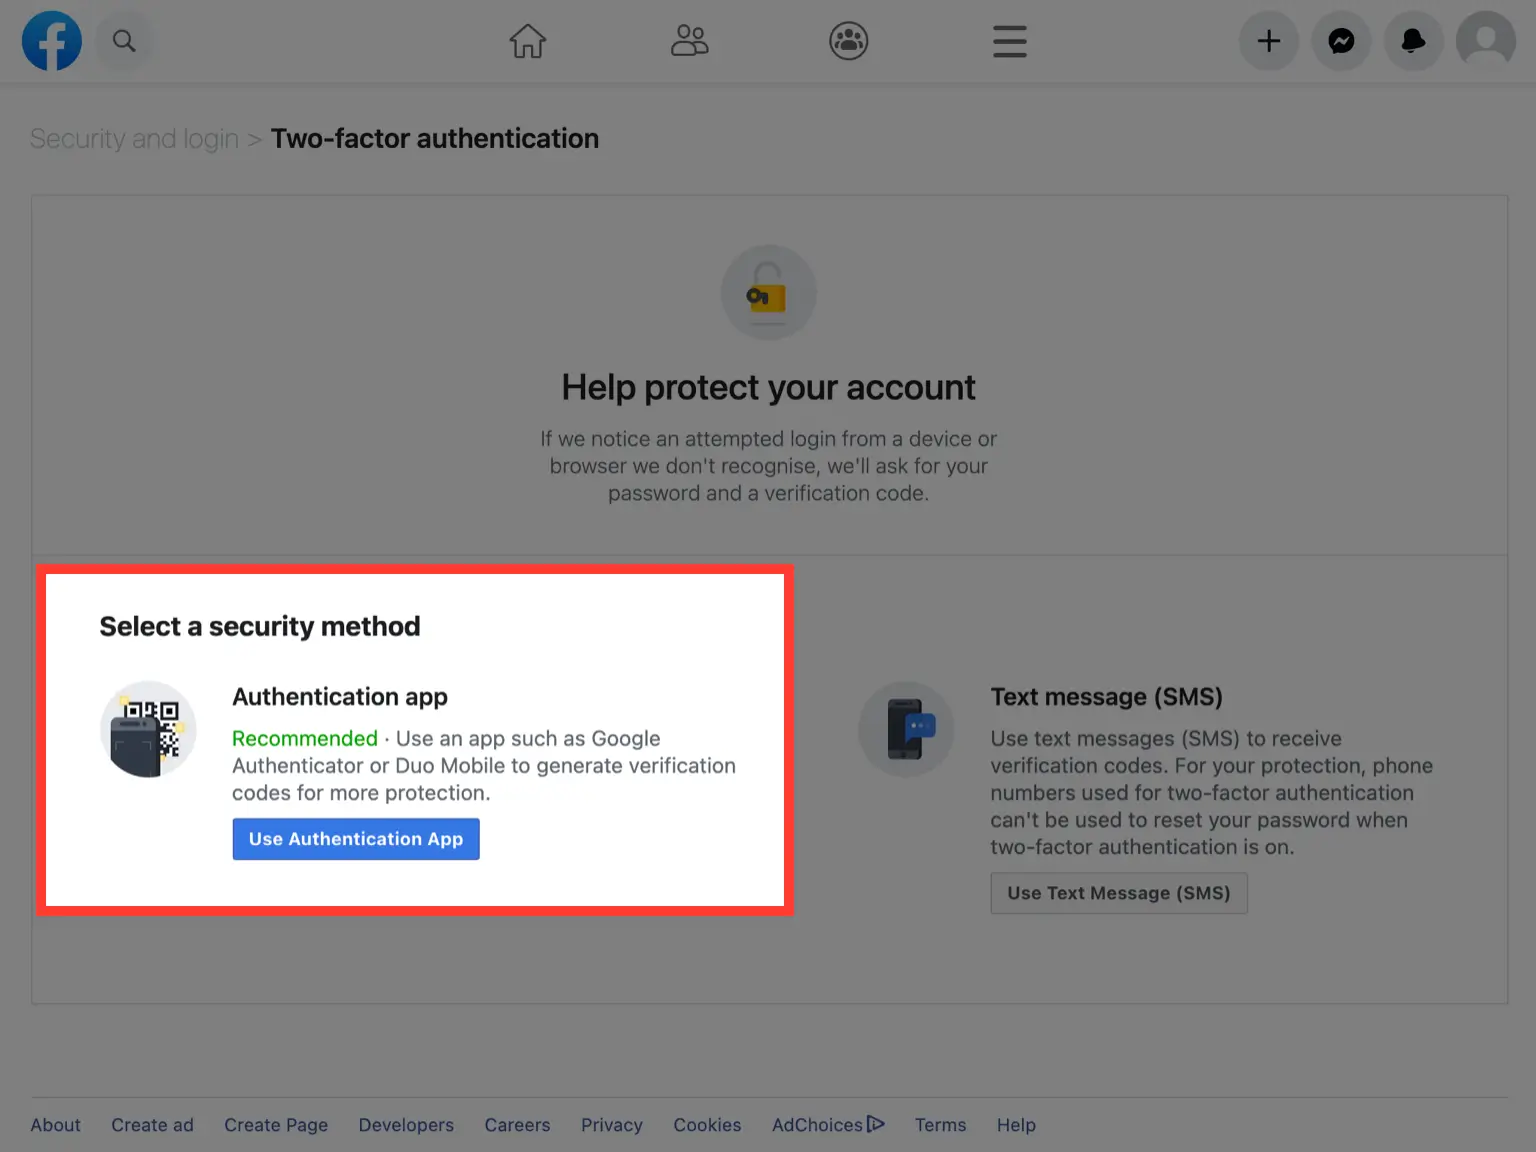 Security and login > Two-factor authentication
Help protect your account
If we notice an attempted login from a device or
browser we don't recognise, we'll ask for your
password and a verification code.
Select a security method
Authentication app
Recommended · Use an app such as Google
Authenticator or Duo Mobile to generate verification
codes for more protection.
Use Authentication App
Text message (SMS)
Use text messages (SMS) to receive
verification codes. For your protection, phone
numbers used for two-factor authentication
can't be used to reset your password when
two-factor authentication is on.
Use Text Message (SMS)
About Create ad Create Page Developers Careers Privacy Cookies AdChoices Terms Help